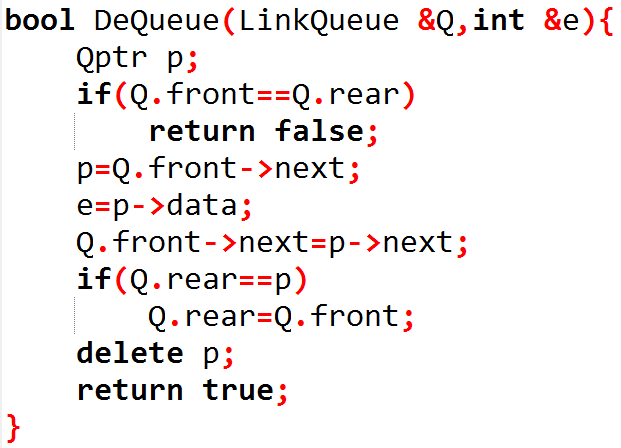 bool DeQueue(LinkQueue &Q,int &e){
    Qptr p;
    if(Q.front==Q.rear)
        return false;
    p=Q.front->next;
    e=p->data;
    Q.front->next=p->next;
    if(Q.rear==p)
        Q.rear=Q.front;
    delete p;
    return true;
}